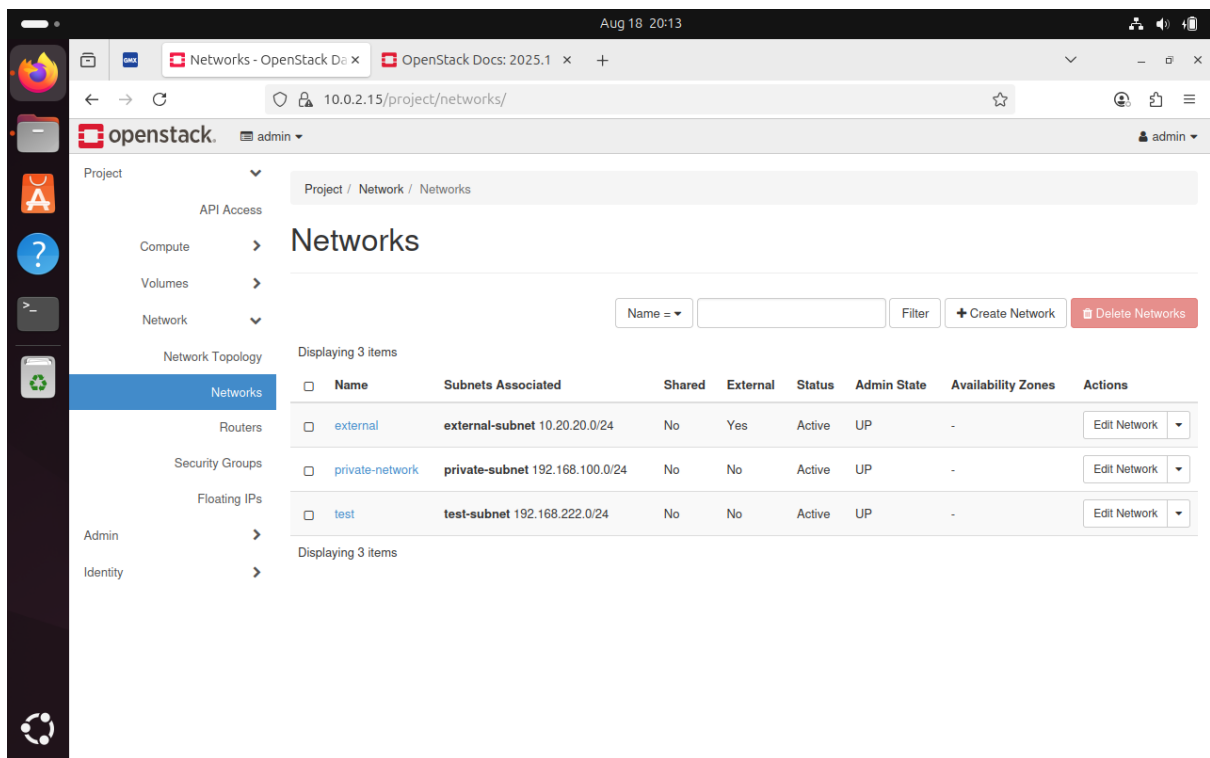 Aug 18 20:13
GMX
Networks - OpenStack Da
OpenStack Docs: 2025.1
10.0.2.15/project/networks/
openstack.
admin
admin
Project
API Access
Compute
Volumes
Network
Network Topology
Networks
Routers
Security Groups
Floating IPs
Admin
Identity
Project / Network / Networks
Networks
Name =
Filter
+ Create Network
Delete Networks
Displaying 3 items
Name Subnets Associated Shared External Status Admin State Availability Zones Actions
external external-subnet 10.20.20.0/24 No Yes Active UP - Edit Network
private-network private-subnet 192.168.100.0/24 No No Active UP - Edit Network
test test-subnet 192.168.222.0/24 No No Active UP - Edit Network
Displaying 3 items